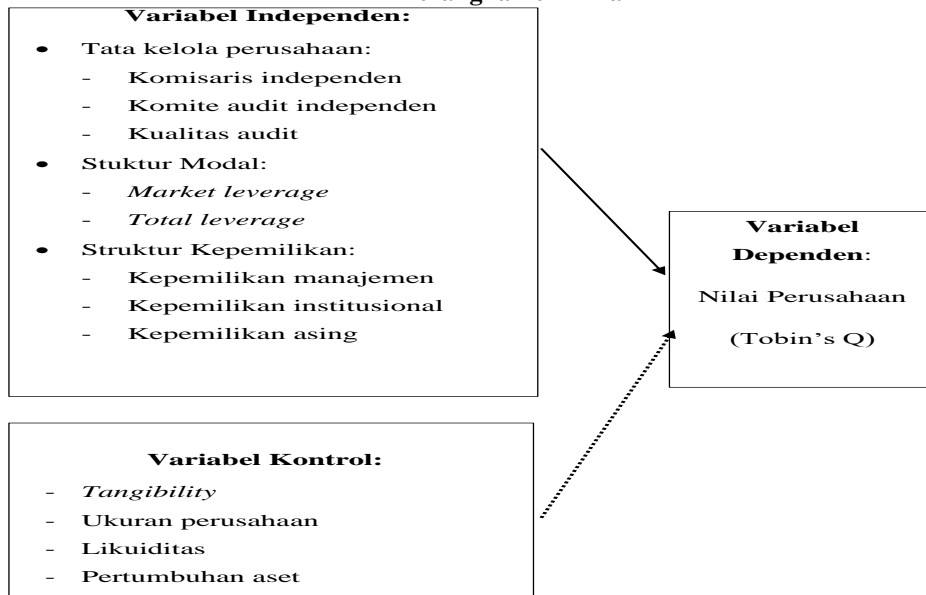 Variabel Independen:
• Tata kelola perusahaan:
- Komisaris independen
- Komite audit independen
- Kualitas audit
• Stuktur Modal:
- Market leverage
- Total leverage
• Struktur Kepemilikan:
- Kepemilikan manajemen
- Kepemilikan institusional
- Kepemilikan asing
Variabel
Dependen:
Nilai Perusahaan
(Tobin's Q)
Variabel Kontrol:
- Tangibility
- Ukuran perusahaan
- Likuiditas
- Pertumbuhan aset